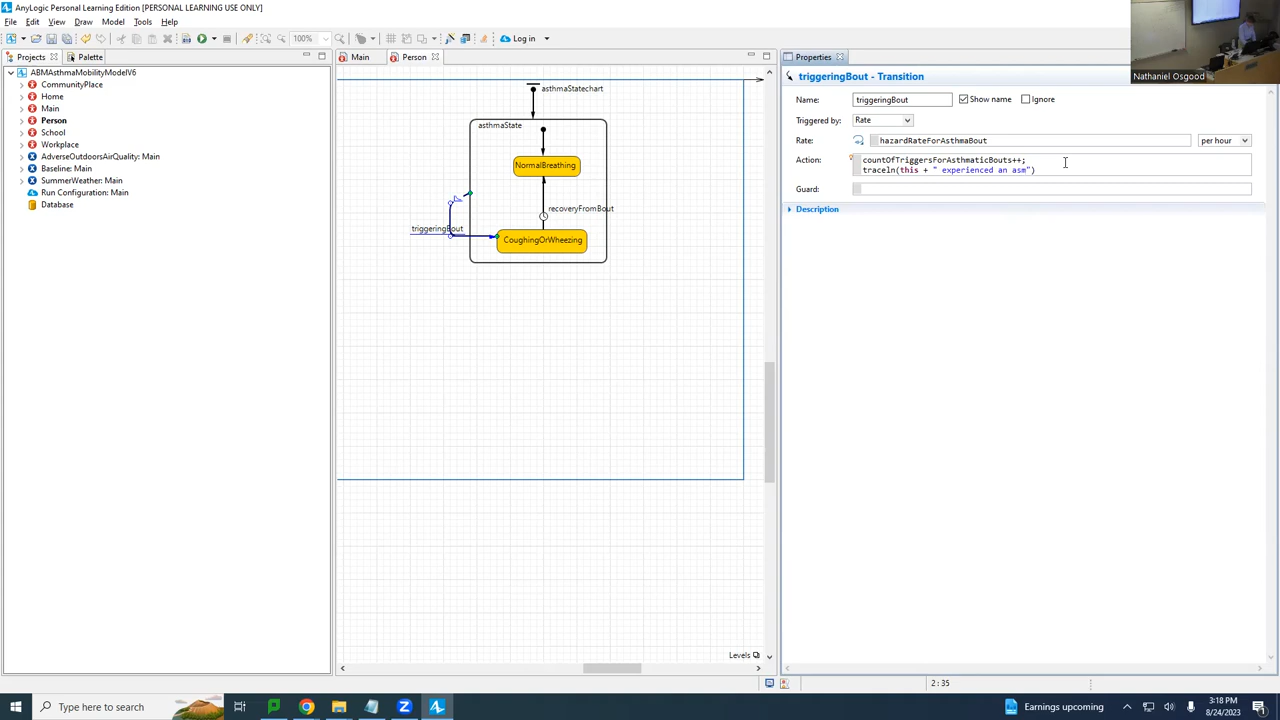 AnyLogic Personal Learning Edition [PERSONAL LEARNING USE ONLY]
File Edit View Draw Model Tools Help
100% Log in
Projects Palette
ABMAsthmaMobilityModelV6
CommunityPlace
Home
Main
Person
School
Workplace
AdverseOutdoorsAirQuality: Main
Baseline: Main
SummerWeather: Main
Run Configuration: Main
Database
Main Person
asthmaStatechart
asthmaState
NormalBreathing
recoveryFromBout
triggeringBout
CoughingOrWheezing
Levels
Properties
triggeringBout - Transition
Name: triggeringBout Show name Ignore
Triggered by: Rate
Rate: hazardRateForAsthmaBout per hour
Action: countOfTriggersForAsthmaticBouts++;
traceln(this + " experienced an asm")
Guard:
Description
Nathaniel Osgood
2:35
Type here to search
Earnings upcoming
3:18 PM
8/24/2023